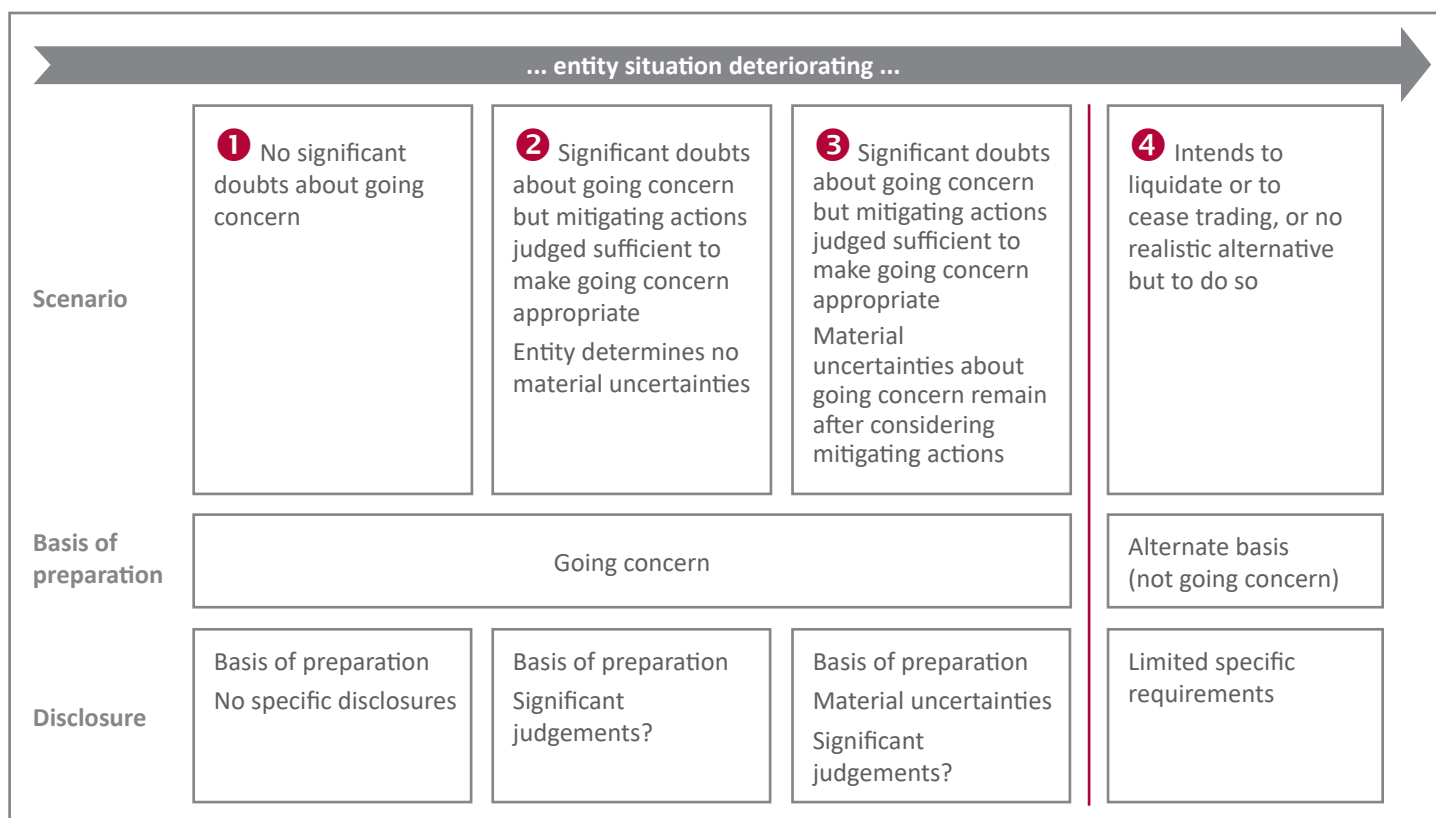 ... entity situation deteriorating ...
Scenario
❶ No significant
doubts about going
concern
❷ Significant doubts
about going concern
but mitigating actions
judged sufficient to
make going concern
appropriate
Entity determines no
material uncertainties
❸ Significant doubts
about going concern
but mitigating actions
judged sufficient to
make going concern
appropriate
Material
uncertainties about
going concern remain
after considering
mitigating actions
❹ Intends to
liquidate or to
cease trading, or no
realistic alternative
but to do so
Basis of
preparation
Going concern
Alternate basis
(not going concern)
Disclosure
Basis of preparation
No specific disclosures
Basis of preparation
Significant
judgements?
Basis of preparation
Material uncertainties
Significant
judgements?
Limited specific
requirements